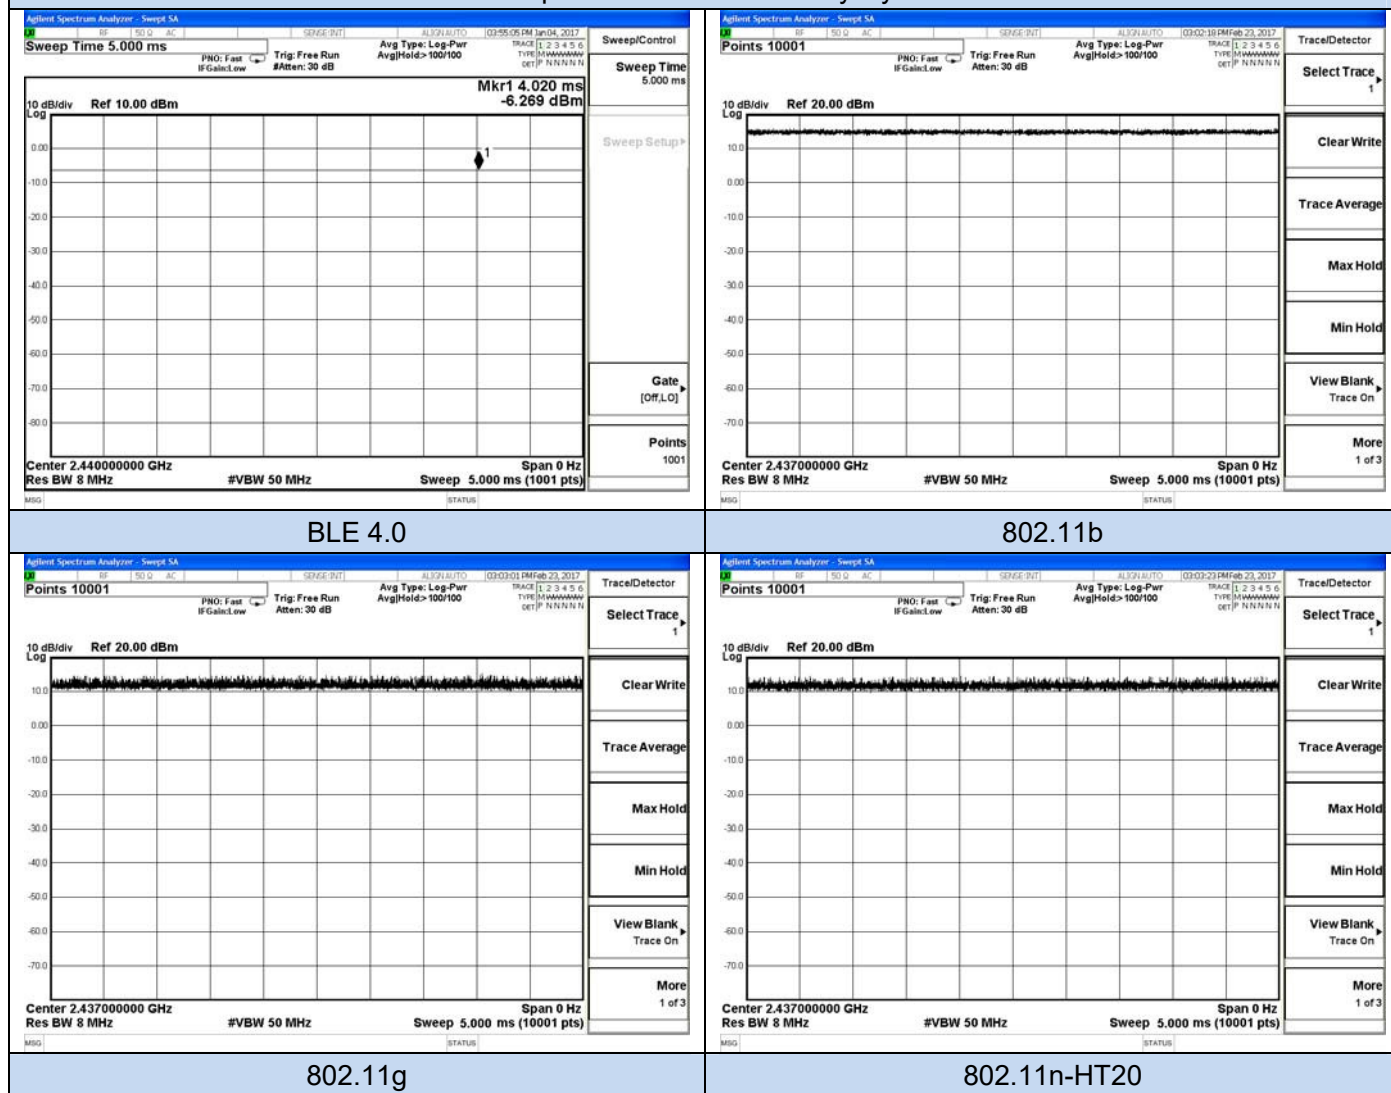 Agilent Spectrum Analyzer - Swept SA
RF 50 Ω AC SENSE:INT ALIGN AUTO 03:55:05 PM Jan 04, 2017
Sweep Time 5.000 ms
PNO: Fast
IFGain:Low
Trig: Free Run
#Atten: 30 dB
Avg Type: Log-Pwr
Avg|Hold:>100/100
TRACE 1 2 3 4 5 6
TYPE
DET P N N N N N
Mkr1 4.020 ms
-6.269 dBm
10 dB/div Ref 10.00 dBm
Log
0.00
-10.0
-20.0
-30.0
-40.0
-50.0
-60.0
-70.0
-80.0
1
Center 2.440000000 GHz Span 0 Hz
Res BW 8 MHz #VBW 50 MHz Sweep 5.000 ms (1001 pts)
MSG STATUS
Sweep/Control
Sweep Time
5.000 ms
Sweep Setup
Gate
[Off,LO]
Points
1001
BLE 4.0
Agilent Spectrum Analyzer - Swept SA
RF 50 Ω AC SENSE:INT ALIGN AUTO 03:02:18 PM Feb 23, 2017
Points 10001
PNO: Fast
IFGain:Low
Trig: Free Run
Atten: 30 dB
Avg Type: Log-Pwr
Avg|Hold:>100/100
TRACE 1 2 3 4 5 6
TYPE
DET P N N N N N
10 dB/div Ref 20.00 dBm
Log
10.0
0.00
-10.0
-20.0
-30.0
-40.0
-50.0
-60.0
-70.0
Center 2.437000000 GHz Span 0 Hz
Res BW 8 MHz #VBW 50 MHz Sweep 5.000 ms (10001 pts)
MSG STATUS
Trace/Detector
Select Trace
1
Clear Write
Trace Average
Max Hold
Min Hold
View Blank
Trace On
More
1 of 3
802.11b
Agilent Spectrum Analyzer - Swept SA
RF 50 Ω AC SENSE:INT ALIGN AUTO 03:03:01 PM Feb 23, 2017
Points 10001
PNO: Fast
IFGain:Low
Trig: Free Run
Atten: 30 dB
Avg Type: Log-Pwr
Avg|Hold:>100/100
TRACE 1 2 3 4 5 6
TYPE
DET P N N N N N
10 dB/div Ref 20.00 dBm
Log
10.0
0.00
-10.0
-20.0
-30.0
-40.0
-50.0
-60.0
-70.0
Center 2.437000000 GHz Span 0 Hz
Res BW 8 MHz #VBW 50 MHz Sweep 5.000 ms (10001 pts)
MSG STATUS
Trace/Detector
Select Trace
1
Clear Write
Trace Average
Max Hold
Min Hold
View Blank
Trace On
More
1 of 3
802.11g
Agilent Spectrum Analyzer - Swept SA
RF 50 Ω AC SENSE:INT ALIGN AUTO 03:03:23 PM Feb 23, 2017
Points 10001
PNO: Fast
IFGain:Low
Trig: Free Run
Atten: 30 dB
Avg Type: Log-Pwr
Avg|Hold:>100/100
TRACE 1 2 3 4 5 6
TYPE
DET P N N N N N
10 dB/div Ref 20.00 dBm
Log
10.0
0.00
-10.0
-20.0
-30.0
-40.0
-50.0
-60.0
-70.0
Center 2.437000000 GHz Span 0 Hz
Res BW 8 MHz #VBW 50 MHz Sweep 5.000 ms (10001 pts)
MSG STATUS
Trace/Detector
Select Trace
1
Clear Write
Trace Average
Max Hold
Min Hold
View Blank
Trace On
More
1 of 3
802.11n-HT20